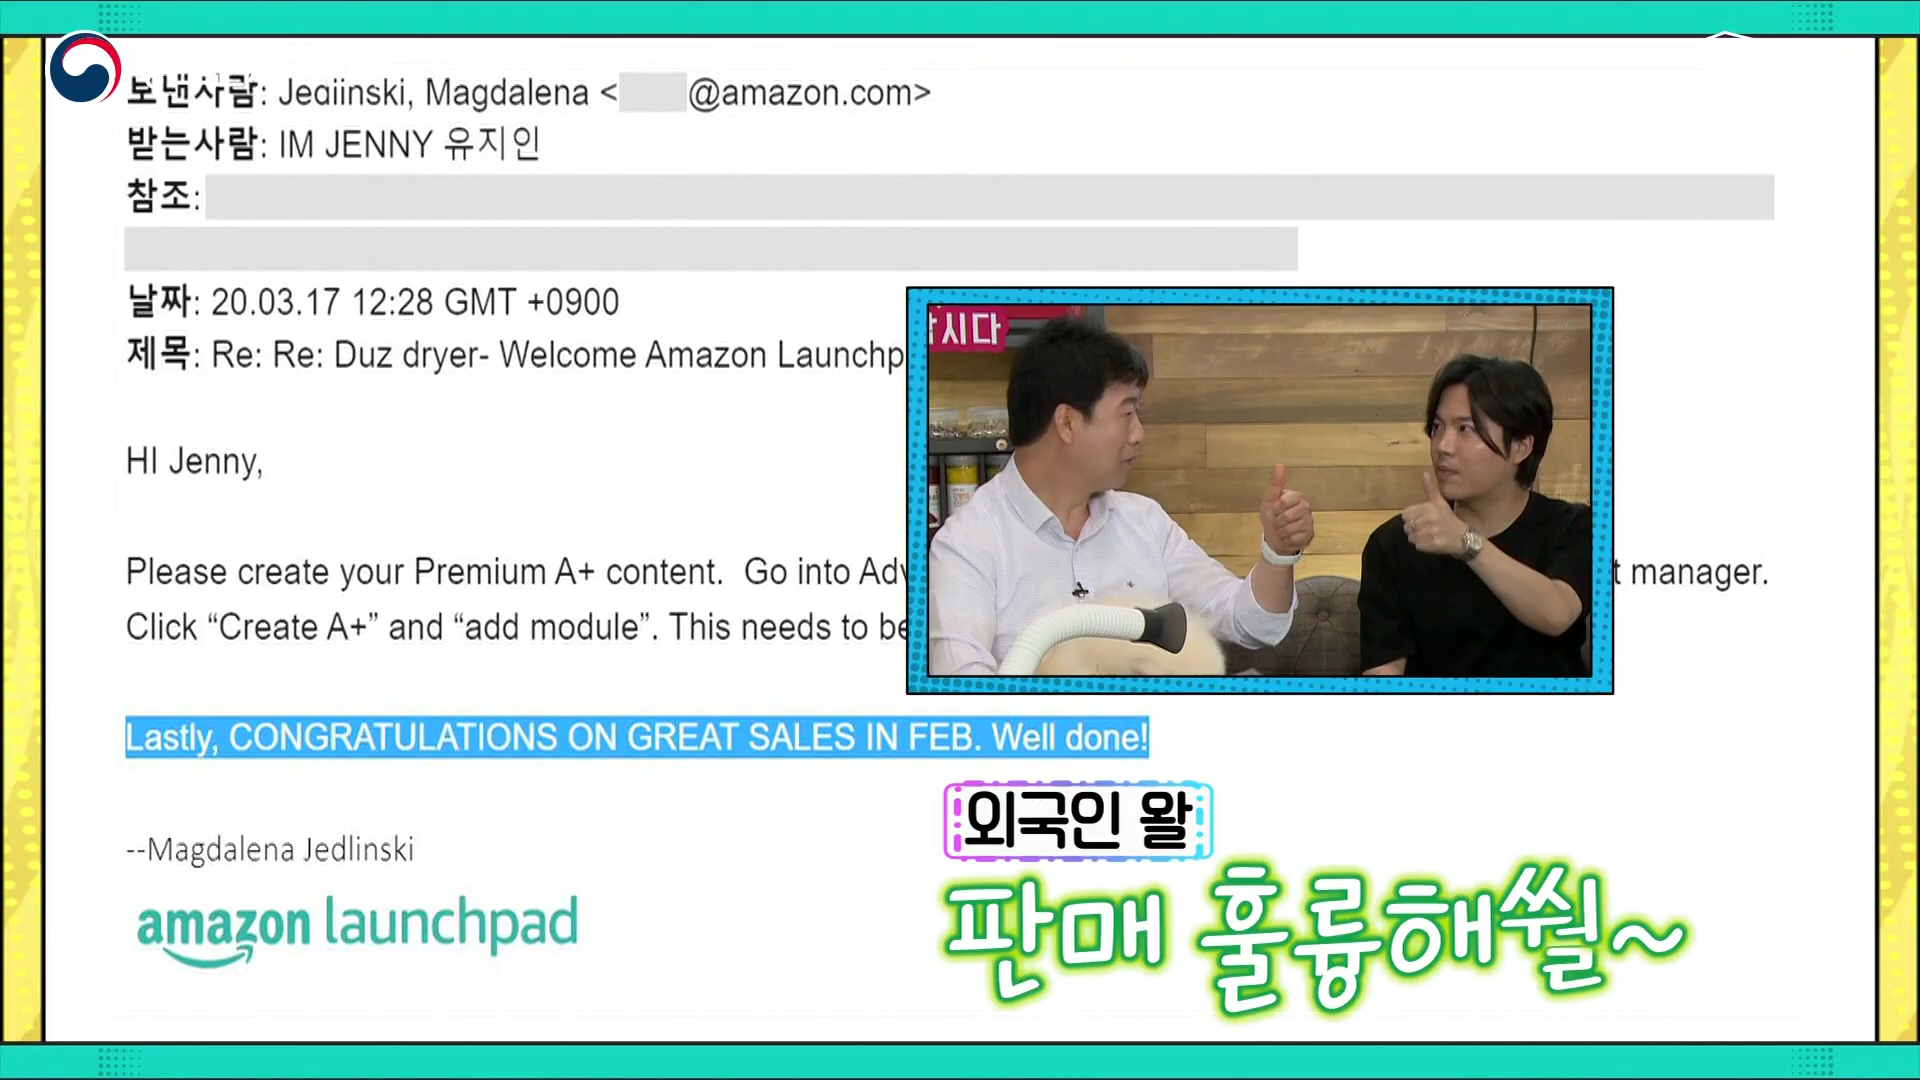 보낸사람: Jedlinski, Magdalena < @amazon.com>
받는사람: IM JENNY 유지인
참조:
날짜: 20.03.17 12:28 GMT +0900
제목: Re: Re: Duz dryer- Welcome Amazon Launchp
시다
HI Jenny,
Please create your Premium A+ content. Go into Adv t manager.
Click “Create A+” and “add module”. This needs to be
Lastly, CONGRATULATIONS ON GREAT SALES IN FEB. Well done!
--Magdalena Jedlinski
amazon launchpad
외국인 왈
판매 훌륭해쒈~